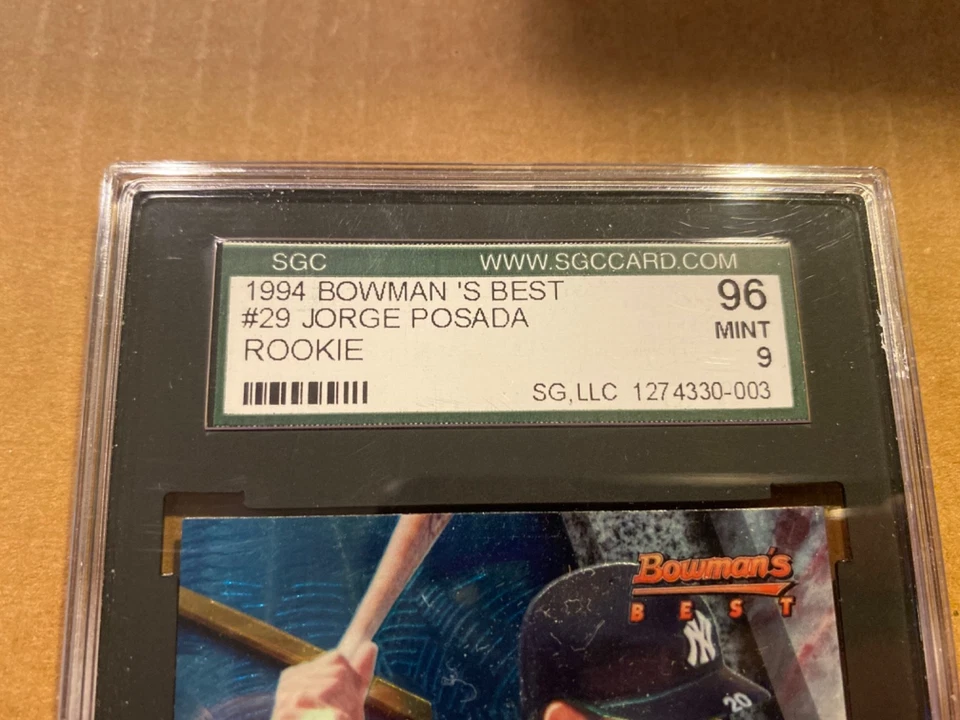 SGC WWW.SGCCARD.COM
1994 BOWMAN 'S BEST 96
#29 JORGE POSADA MINT
ROOKIE 9
SG,LLC 1274330-003
Bowman's
BEST
NY
20